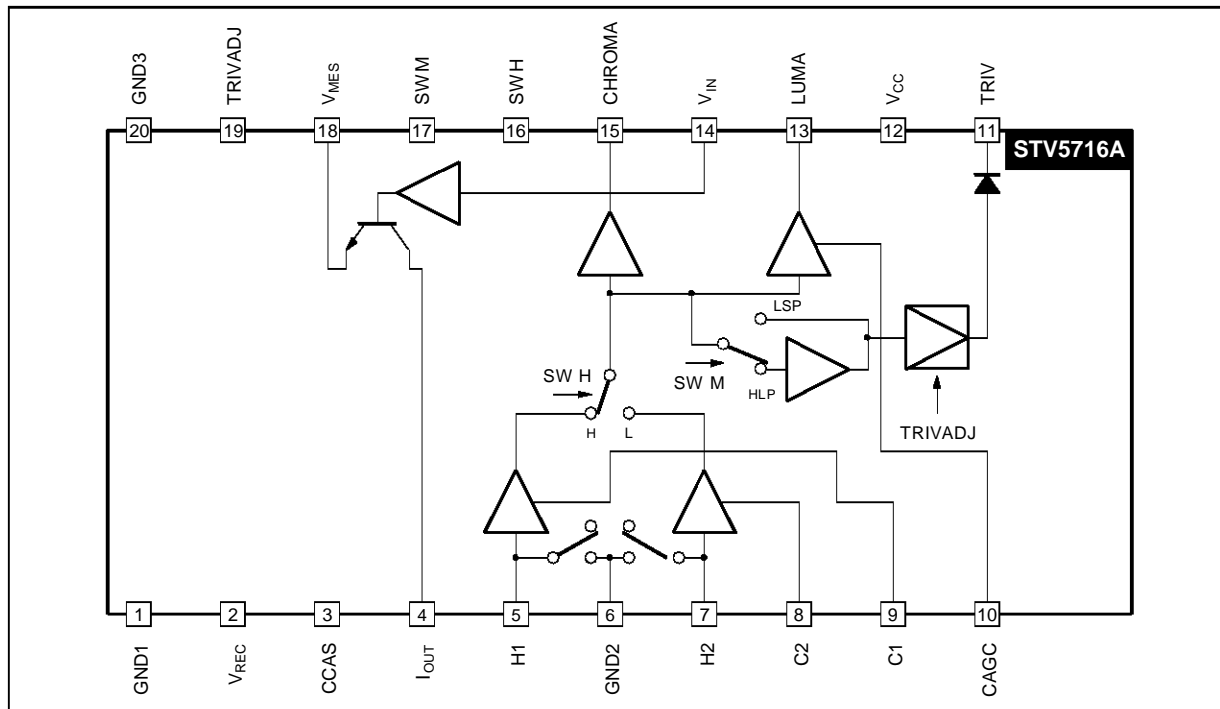 GND3
TRIVADJ
VMES
SWM
SWH
CHROMA
VIN
LUMA
VCC
TRIV
20
19
18
17
16
15
14
13
12
11
STV5716A
LSP
SW H
SW M
HLP
H
L
TRIVADJ
1
2
3
4
5
6
7
8
9
10
GND1
VREC
CCAS
IOUT
H1
GND2
H2
C2
C1
CAGC